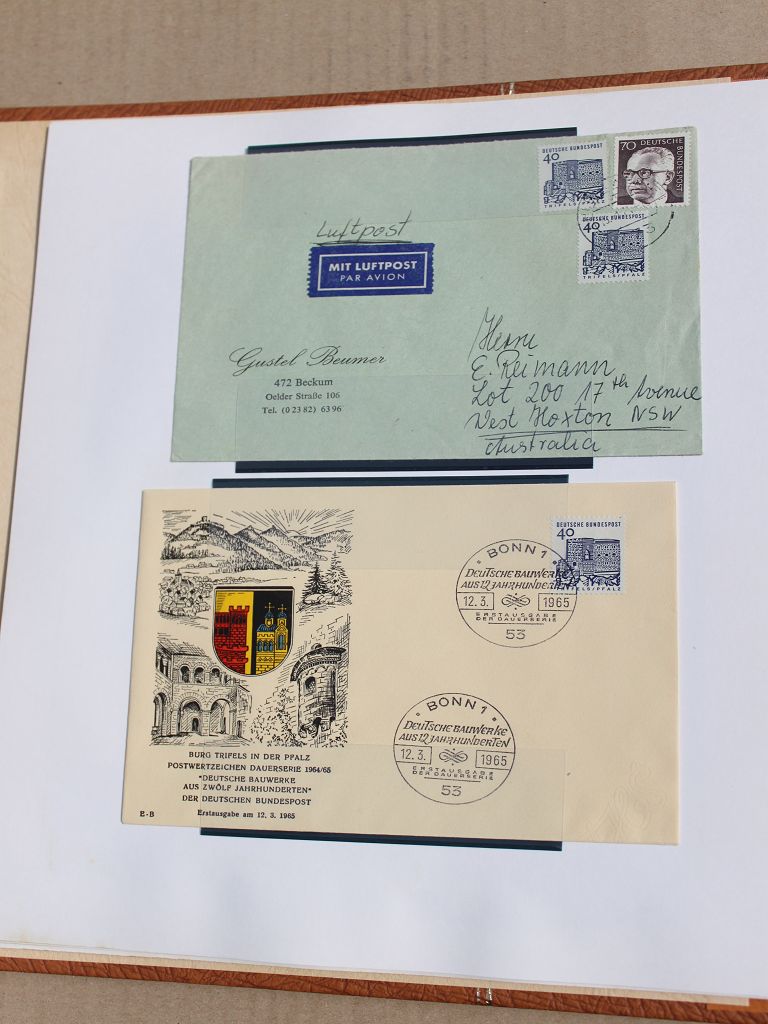 40
DEUTSCHE BUNDESPOST
TRIFELS/PFALZ
70
DEUTSCHE
BUNDESPOST
40
DEUTSCHE BUNDESPOST
TRIFELS/PFALZ
Luftpost
MIT LUFTPOST
PAR AVION
Gustel Beumer
472 Beckum
Oelder Straße 106
Tel. (0 23 82) 63 96
Herrn
E. Reimann
Lot 200 17th Avenue
West Hoxton NSW
Australia
DEUTSCHE BUNDESPOST
40
TRIFELS/PFALZ
BONN 1
DEUTSCHE BAUWERKE
AUS 12 JAHRHUNDERTEN
12.3. 1965
ERSTAUSGABE
DER DAUERSERIE
53
BONN 1
DEUTSCHE BAUWERKE
AUS 12 JAHRHUNDERTEN
12.3. 1965
ERSTAUSGABE
DER DAUERSERIE
53
BURG TRIFELS IN DER PFALZ
POSTWERTZEICHEN DAUERSERIE 1964/65
"DEUTSCHE BAUWERKE
AUS ZWÖLF JAHRHUNDERTEN"
DER DEUTSCHEN BUNDESPOST
E-B Erstausgabe am 12. 3. 1965